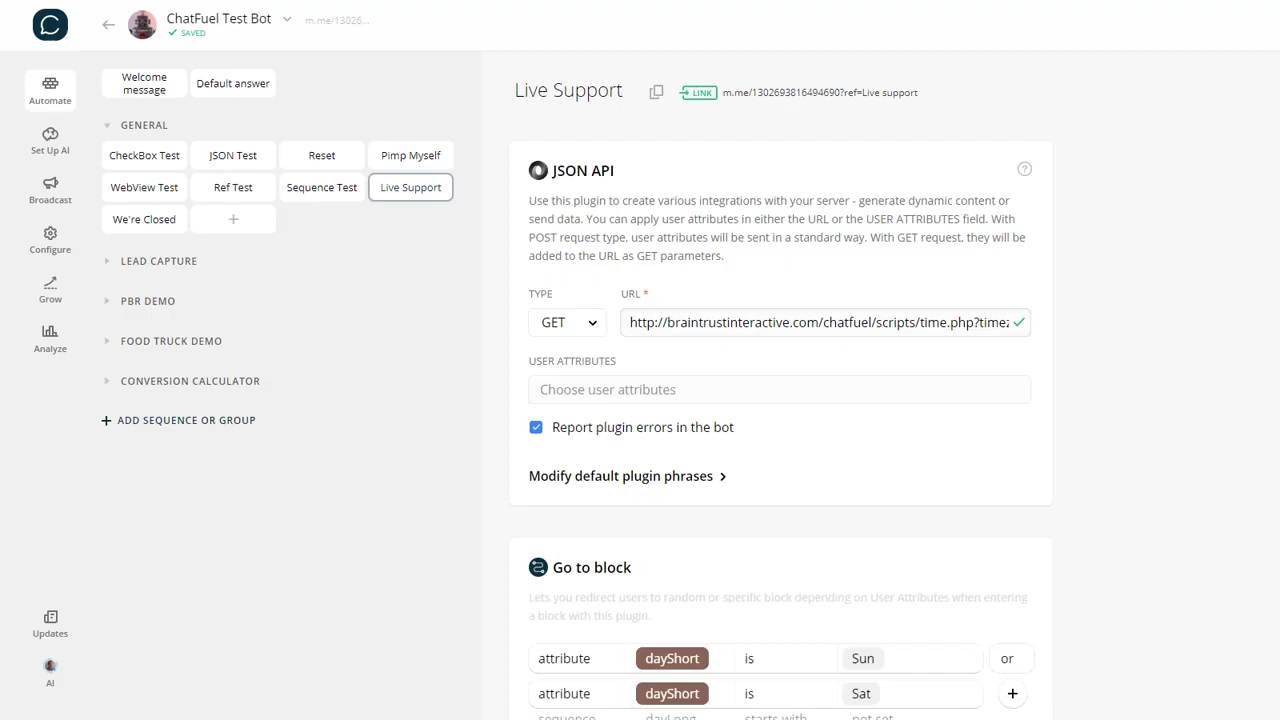 ChatFuel Test Bot
m.me/13026...
SAVED
Automate
Set Up AI
Broadcast
Configure
Grow
Analyze
Updates
AI
Welcome message
Default answer
GENERAL
CheckBox Test
JSON Test
Reset
Pimp Myself
WebView Test
Ref Test
Sequence Test
Live Support
We're Closed
LEAD CAPTURE
PBR DEMO
FOOD TRUCK DEMO
CONVERSION CALCULATOR
+ ADD SEQUENCE OR GROUP
Live Support
LINK
m.me/1302693816494690?ref=Live support
JSON API
Use this plugin to create various integrations with your server - generate dynamic content or
send data. You can apply user attributes in either the URL or the USER ATTRIBUTES field. With
POST request type, user attributes will be sent in a standard way. With GET request, they will be
added to the URL as GET parameters.
TYPE
URL *
GET
http://braintrustinteractive.com/chatfuel/scripts/time.php?time
USER ATTRIBUTES
Choose user attributes
Report plugin errors in the bot
Modify default plugin phrases
Go to block
Lets you redirect users to random or specific block depending on User Attributes when entering
a block with this plugin.
attribute dayShort is Sun or
attribute dayShort is Sat +
sequence dayLong starts with not set